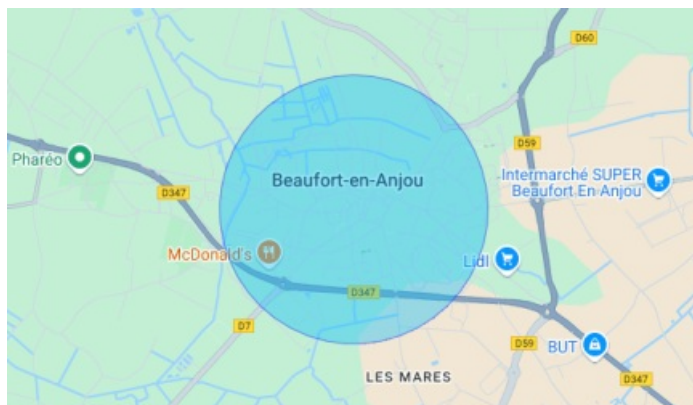 D60
D59
Pharéo
Beaufort-en-Anjou
Intermarché SUPER
Beaufort En Anjou
D347
McDonald's
Lidl
D347
D7
D59
BUT
LES MARES
D347